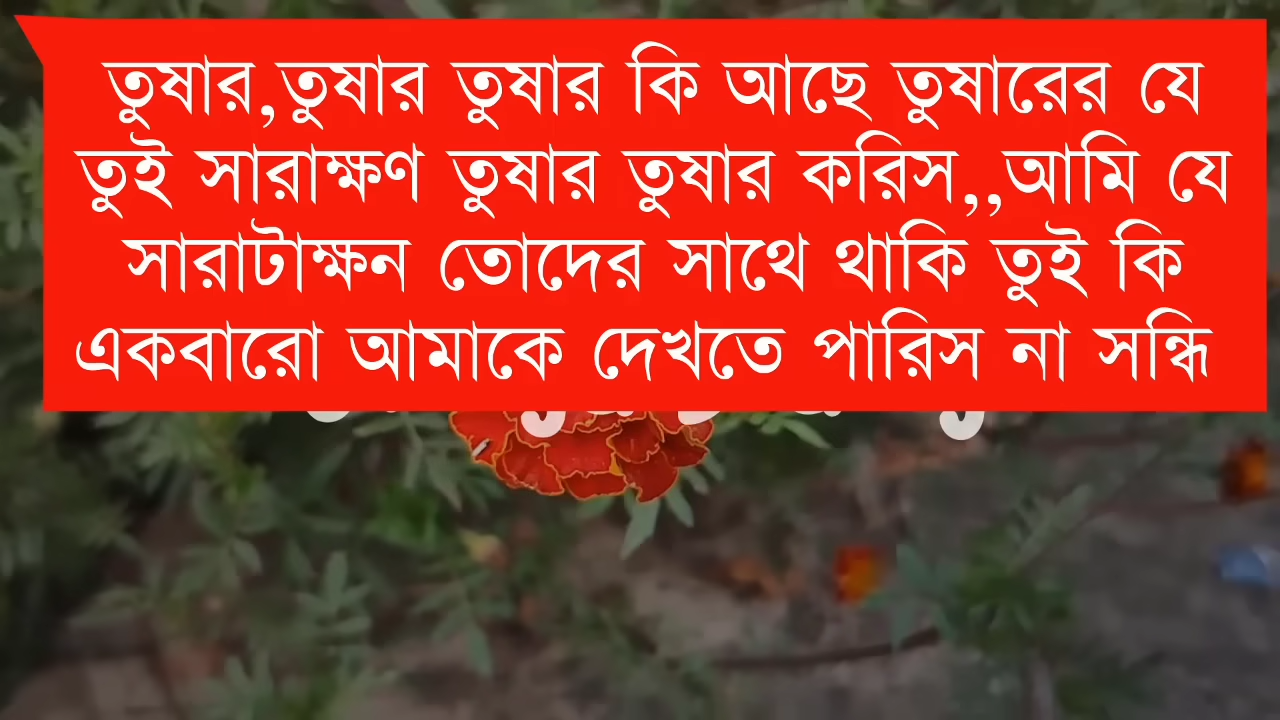 তুষার,তুষার তুষার কি আছে তুষারের যে
তুই সারাক্ষণ তুষার তুষার করিস,,আমি যে
সারাটাক্ষন তোদের সাথে থাকি তুই কি
একবারো আমাকে দেখতে পারিস না সন্ধি